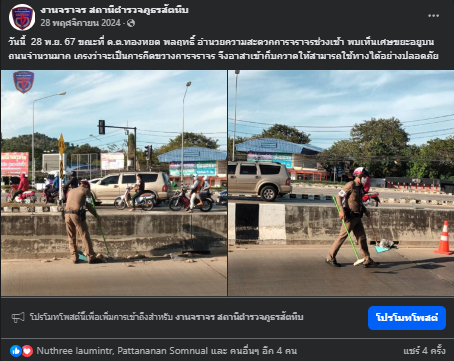 งานจราจร สถานีตำรวจภูธรสัตหีบ
28 พฤศจิกายน 2024
วันนี้ 28 พ.ย. 67 ขณะที่ ด.ต.ทองหยด พลฤทธิ์ อำนวยความสะดวกการจราจรช่วงเช้า พบเห็นเศษขยะอยู่บน
ถนนจำนวนมาก เกรงว่าจะเป็นการกีดขวางการจราจร จึงอาสาเข้าเก็บกวาดให้สามารถใช้ทางได้อย่างปลอดภัย
โปรโมทโพสต์นี้เพื่อเพิ่มการเข้าถึงสำหรับ งานจราจร สถานีตำรวจภูธรสัตหีบ
โปรโมทโพสต์
Nuthree laumintr, Pattananan Somnual และ คนอื่นๆ อีก 4 คน
แชร์ 4 ครั้ง